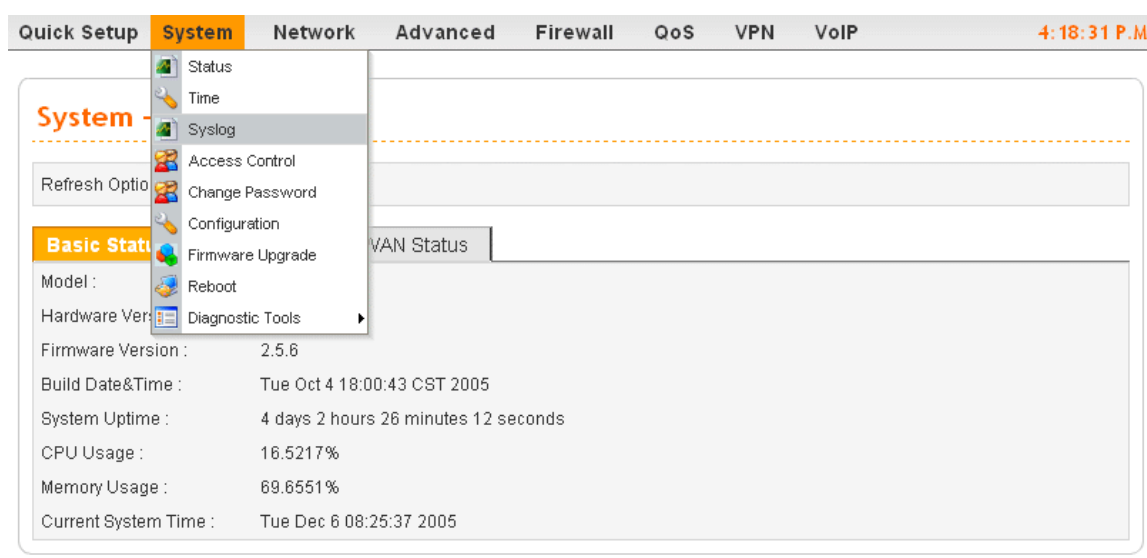 Quick Setup System Network Advanced Firewall QoS VPN VoIP 4:18:31 P.M
Status
Time
System -
Syslog
Access Control
Refresh Optio
Change Password
Configuration
Basic Statu WAN Status
Firmware Upgrade
Model :
Reboot
Hardware Vers
Diagnostic Tools
Firmware Version : 2.5.6
Build Date&Time : Tue Oct 4 18:00:43 CST 2005
System Uptime : 4 days 2 hours 26 minutes 12 seconds
CPU Usage : 16.5217%
Memory Usage : 69.6551%
Current System Time : Tue Dec 6 08:25:37 2005